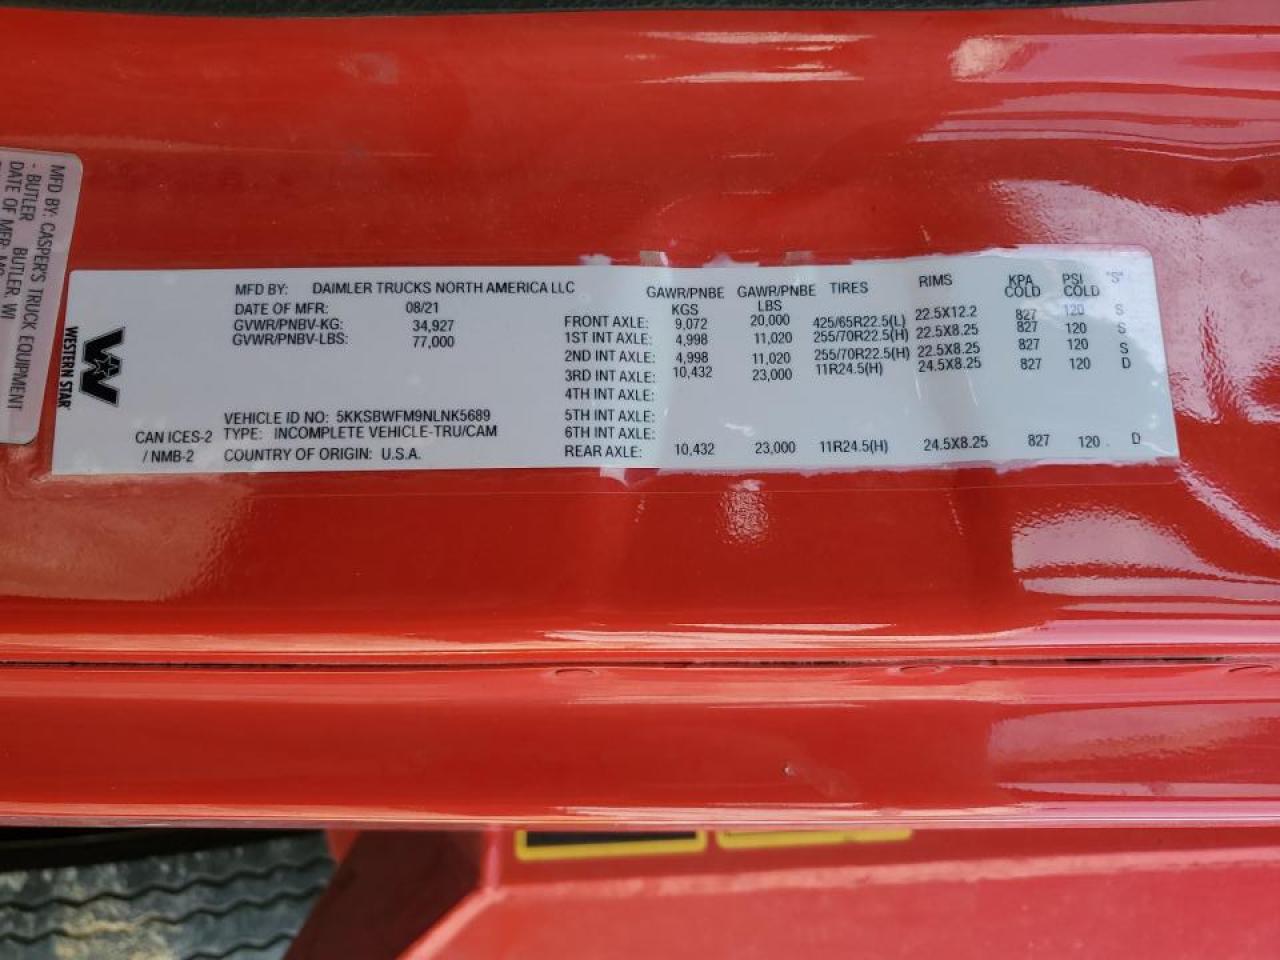 MFD BY: CASPER'S TRUCK EQUIPMENT
- BUTLER BUTLER, WI
DATE OF MFR:
WESTERN STAR
MFD BY: DAIMLER TRUCKS NORTH AMERICA LLC
DATE OF MFR: 08/21
GVWR/PNBV-KG: 34,927
GVWR/PNBV-LBS: 77,000
VEHICLE ID NO: 5KKSBWFM9NLNK5689
CAN ICES-2 TYPE: INCOMPLETE VEHICLE-TRU/CAM
/ NMB-2 COUNTRY OF ORIGIN: U.S.A.
GAWR/PNBE GAWR/PNBE TIRES RIMS KPA PSI "S"
KGS LBS COLD COLD
FRONT AXLE: 9,072 20,000 425/65R22.5(L) 22.5X12.2 827 120 S
1ST INT AXLE: 4,998 11,020 255/70R22.5(H) 22.5X8.25 827 120 S
2ND INT AXLE: 4,998 11,020 255/70R22.5(H) 22.5X8.25 827 120 S
3RD INT AXLE: 10,432 23,000 11R24.5(H) 24.5X8.25 827 120 D
4TH INT AXLE:
5TH INT AXLE:
6TH INT AXLE:
REAR AXLE: 10,432 23,000 11R24.5(H) 24.5X8.25 827 120 D